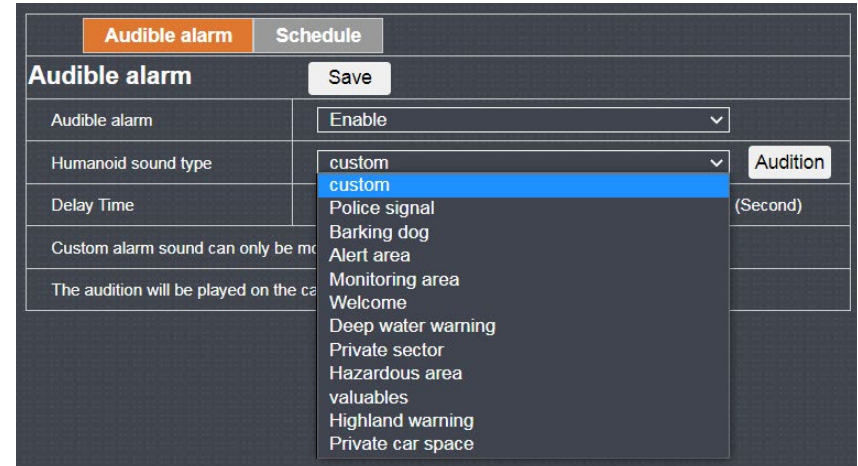 Audible alarm Schedule
Audible alarm Save
Audible alarm Enable
Humanoid sound type custom Audition
custom
Delay Time (Second)
Police signal
Barking dog
Custom alarm sound can only be
Alert area
Monitoring area
The audition will be played on the
Welcome
Deep water warning
Private sector
Hazardous area
valuables
Highland warning
Private car space